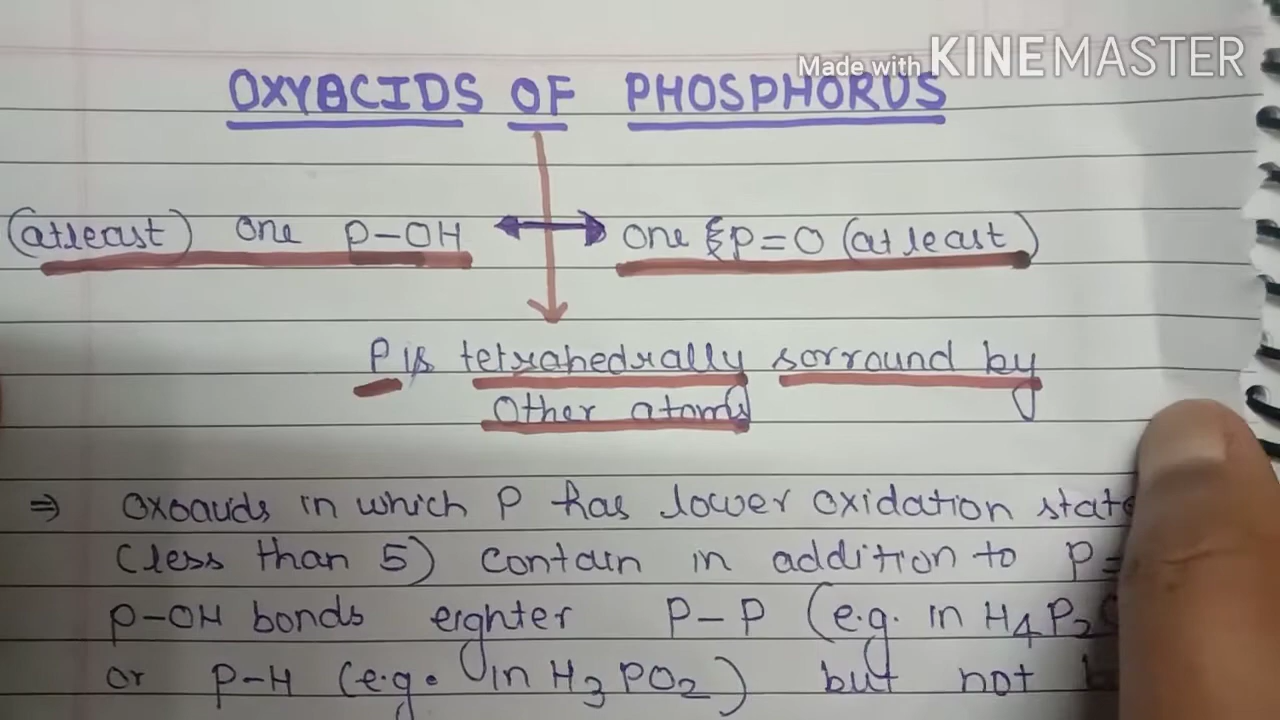 Made with KINEMASTER
OXYACIDS OF PHOSPHORUS
(atleast) one P-OH one P=O (at least)
P is tetrahedrally sorround by
Other atoms
⇒ Oxoacids in which P has lower oxidation state
(less than 5) contain in addition to P=
P-OH bonds eighter P-P (e.g. in H4P2
or P-H (e.g. in H3PO2) but not